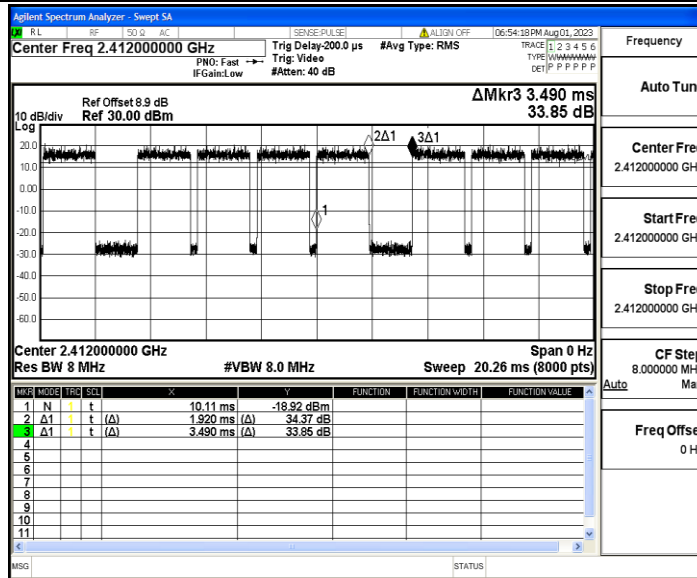 Agilent Spectrum Analyzer - Swept SA
RL RF 50 Ω AC SENSE:PULSE ALIGN OFF 06:54:18 PM Aug 01, 2023
Center Freq 2.412000000 GHz
PNO: Fast
IFGain:Low
Trig Delay-200.0 µs
Trig: Video
#Atten: 40 dB
#Avg Type: RMS
TRACE 1 2 3 4 5 6
TYPE
DET P P P P P P
ΔMkr3 3.490 ms
33.85 dB
Ref Offset 8.9 dB
10 dB/div Ref 30.00 dBm
Log
20.0
10.0
0.00
-10.0
-20.0
-30.0
-40.0
-50.0
-60.0
2Δ1
3Δ1
1
Center 2.412000000 GHz Span 0 Hz
Res BW 8 MHz #VBW 8.0 MHz Sweep 20.26 ms (8000 pts)
MKR MODE TRC SCL X Y FUNCTION FUNCTION WIDTH FUNCTION VALUE
1 N 1 t 10.11 ms -18.92 dBm
2 Δ1 1 t (Δ) 1.920 ms (Δ) 34.37 dB
3 Δ1 1 t (Δ) 3.490 ms (Δ) 33.85 dB
4
5
6
7
8
9
10
11
MSG STATUS
Frequency
Auto Tun
Center Fre
2.412000000 GH
Start Fre
2.412000000 GH
Stop Fre
2.412000000 GH
CF Step
8.000000 MH
Auto Ma
Freq Offse
0 H